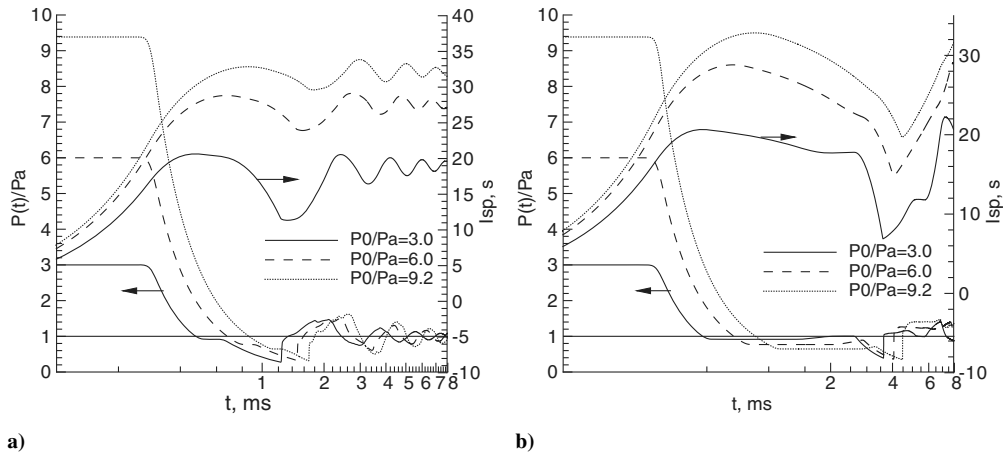 10
9
8
7
6
5
4
3
2
1
0
P(t)/Pa
40
35
30
25
20
15
10
5
0
-5
-10
Isp, s
P0/Pa=3.0
P0/Pa=6.0
P0/Pa=9.2
1 2 3 4 5 6 7 8
t, ms
a)
10
9
8
7
6
5
4
3
2
1
0
P(t)/Pa
30
20
10
0
-10
Isp, s
P0/Pa=3.0
P0/Pa=6.0
P0/Pa=9.2
2 4 6 8
t, ms
b)